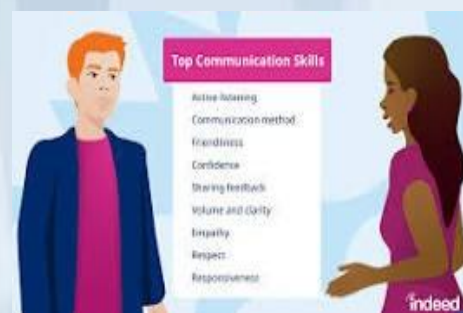 Top Communication Skills
Active listening
Communication method
Friendliness
Confidence
Sharing feedback
Volume and clarity
Empathy
Respect
Responsiveness
indeed